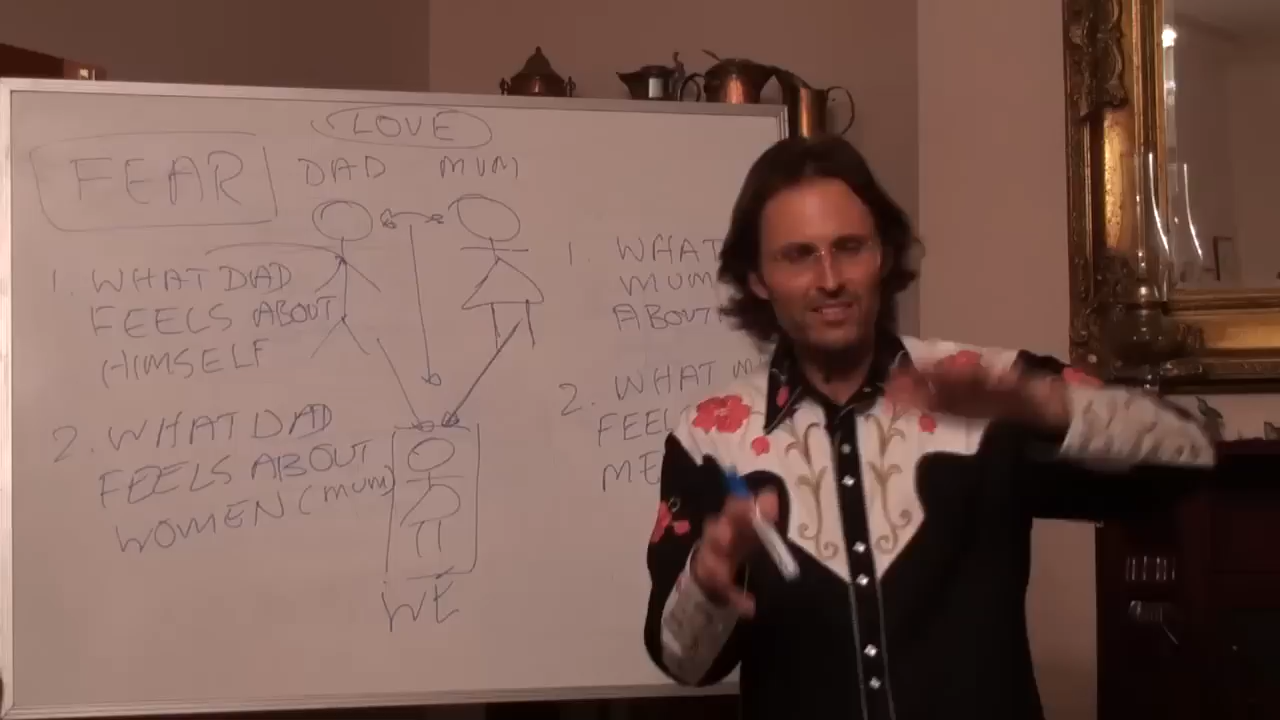 LOVE
FEAR
DAD MUM
1. WHAT DAD
FEELS ABOUT
HIMSELF
2. WHAT DAD
FEELS ABOUT
WOMEN (MUM)
WE
1. WHAT
MUM
ABOUT
2. WHAT
FEEL
ME